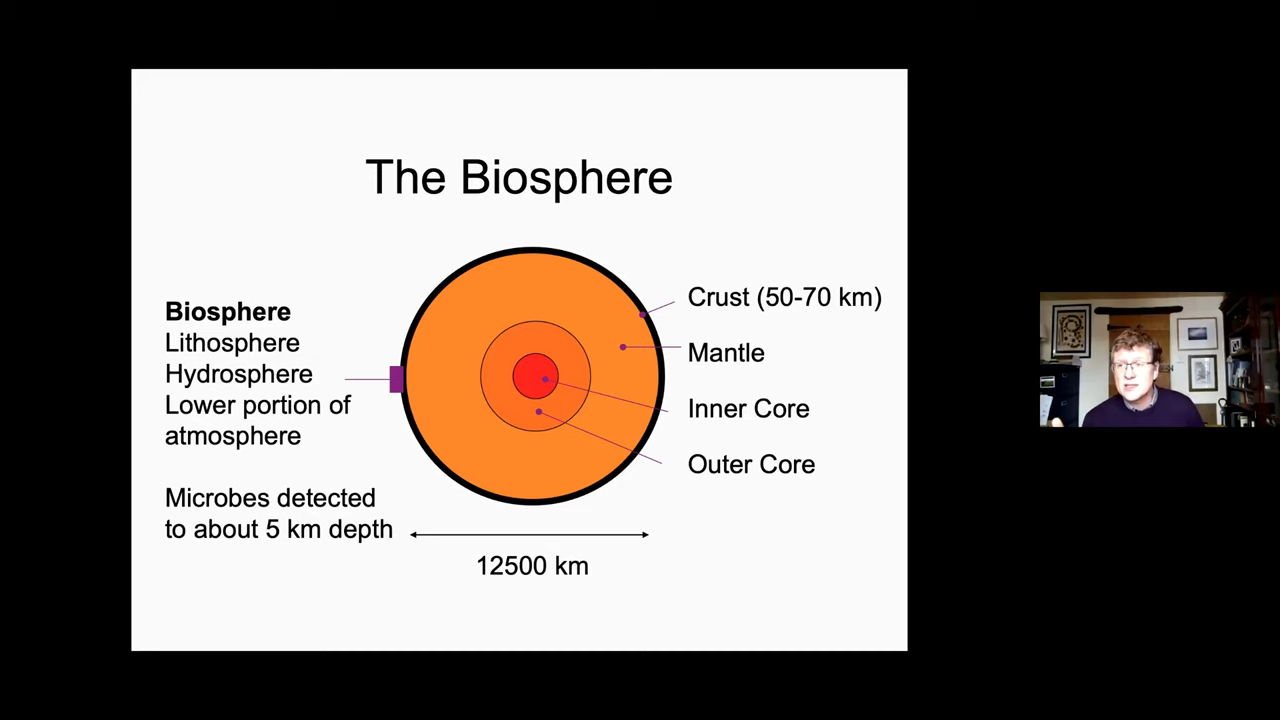 The Biosphere
Biosphere
Lithosphere
Hydrosphere
Lower portion of
atmosphere
Microbes detected
to about 5 km depth
Crust (50-70 km)
Mantle
Inner Core
Outer Core
12500 km